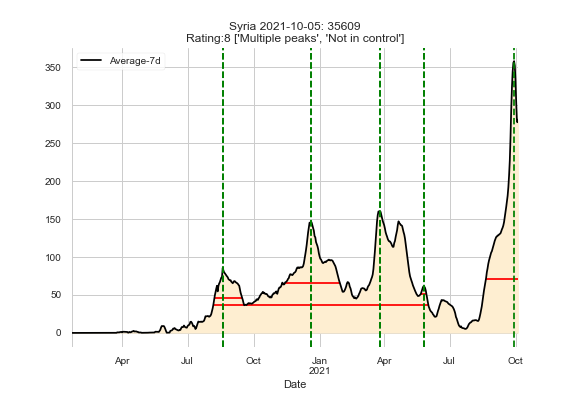 Syria 2021-10-05: 35609
Rating:8 ['Multiple peaks', 'Not in control']
Average-7d
350
300
250
200
150
100
50
0
Apr
Jul
Oct
Jan
2021
Apr
Jul
Oct
Date